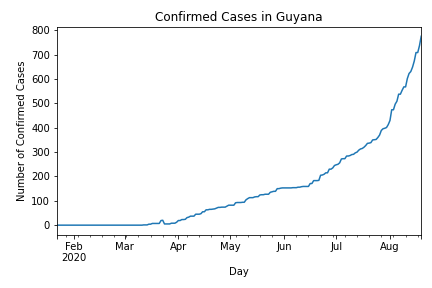 Confirmed Cases in Guyana
Number of Confirmed Cases
800
700
600
500
400
300
200
100
0
Feb Mar Apr May Jun Jul Aug
2020
Day